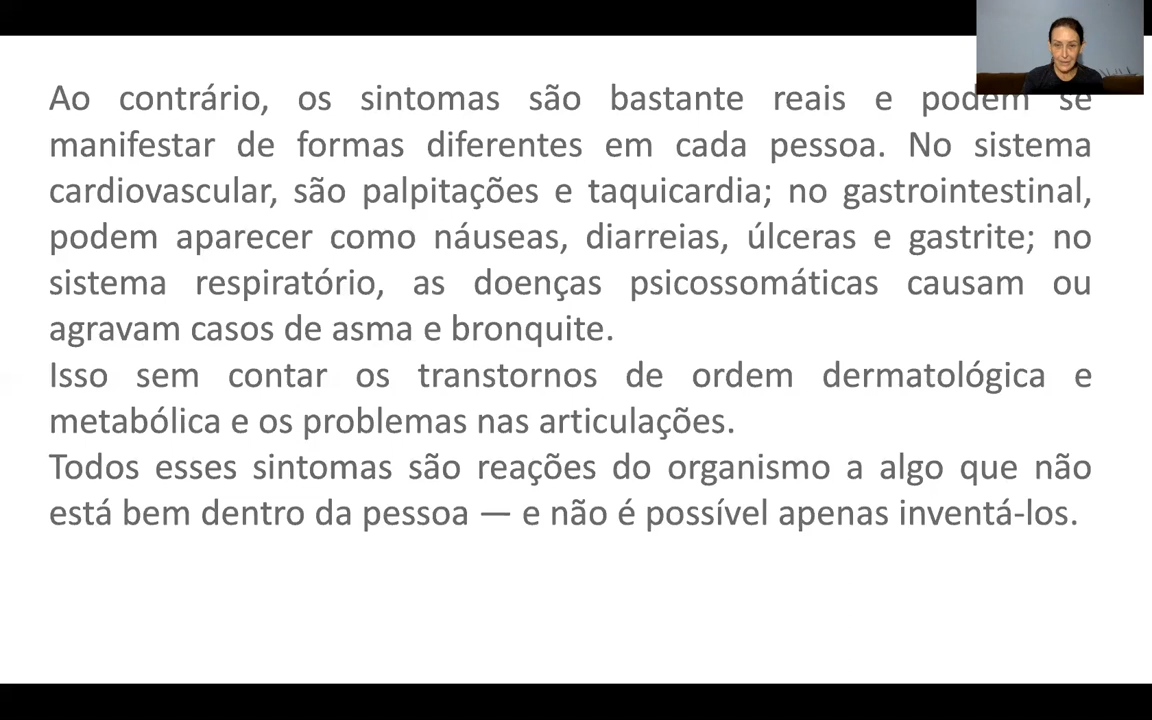 Ao contrário, os sintomas são bastante reais e podem se
manifestar de formas diferentes em cada pessoa. No sistema
cardiovascular, são palpitações e taquicardia; no gastrointestinal,
podem aparecer como náuseas, diarreias, úlceras e gastrite; no
sistema respiratório, as doenças psicossomáticas causam ou
agravam casos de asma e bronquite.
Isso sem contar os transtornos de ordem dermatológica e
metabólica e os problemas nas articulações.
Todos esses sintomas são reações do organismo a algo que não
está bem dentro da pessoa — e não é possível apenas inventá-los.